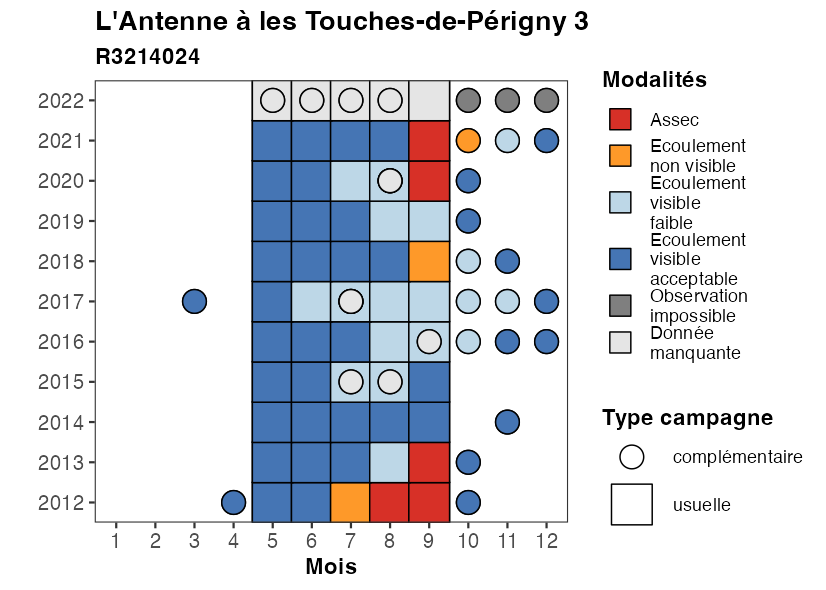 L'Antenne à les Touches-de-Périgny 3
R3214024
2022
2021
2020
2019
2018
2017
2016
2015
2014
2013
2012
1 2 3 4 5 6 7 8 9 10 11 12
Mois
Modalités
Assec
Ecoulement
non visible
Ecoulement
visible
faible
Ecoulement
visible
acceptable
Observation
impossible
Donnée
manquante
Type campagne
complémentaire
usuelle